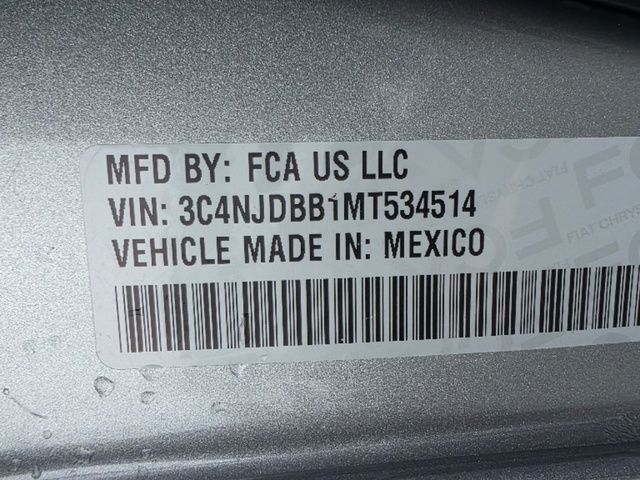 MFD BY: FCA US LLC
VIN: 3C4NJDBB1MT534514
VEHICLE MADE IN: MEXICO